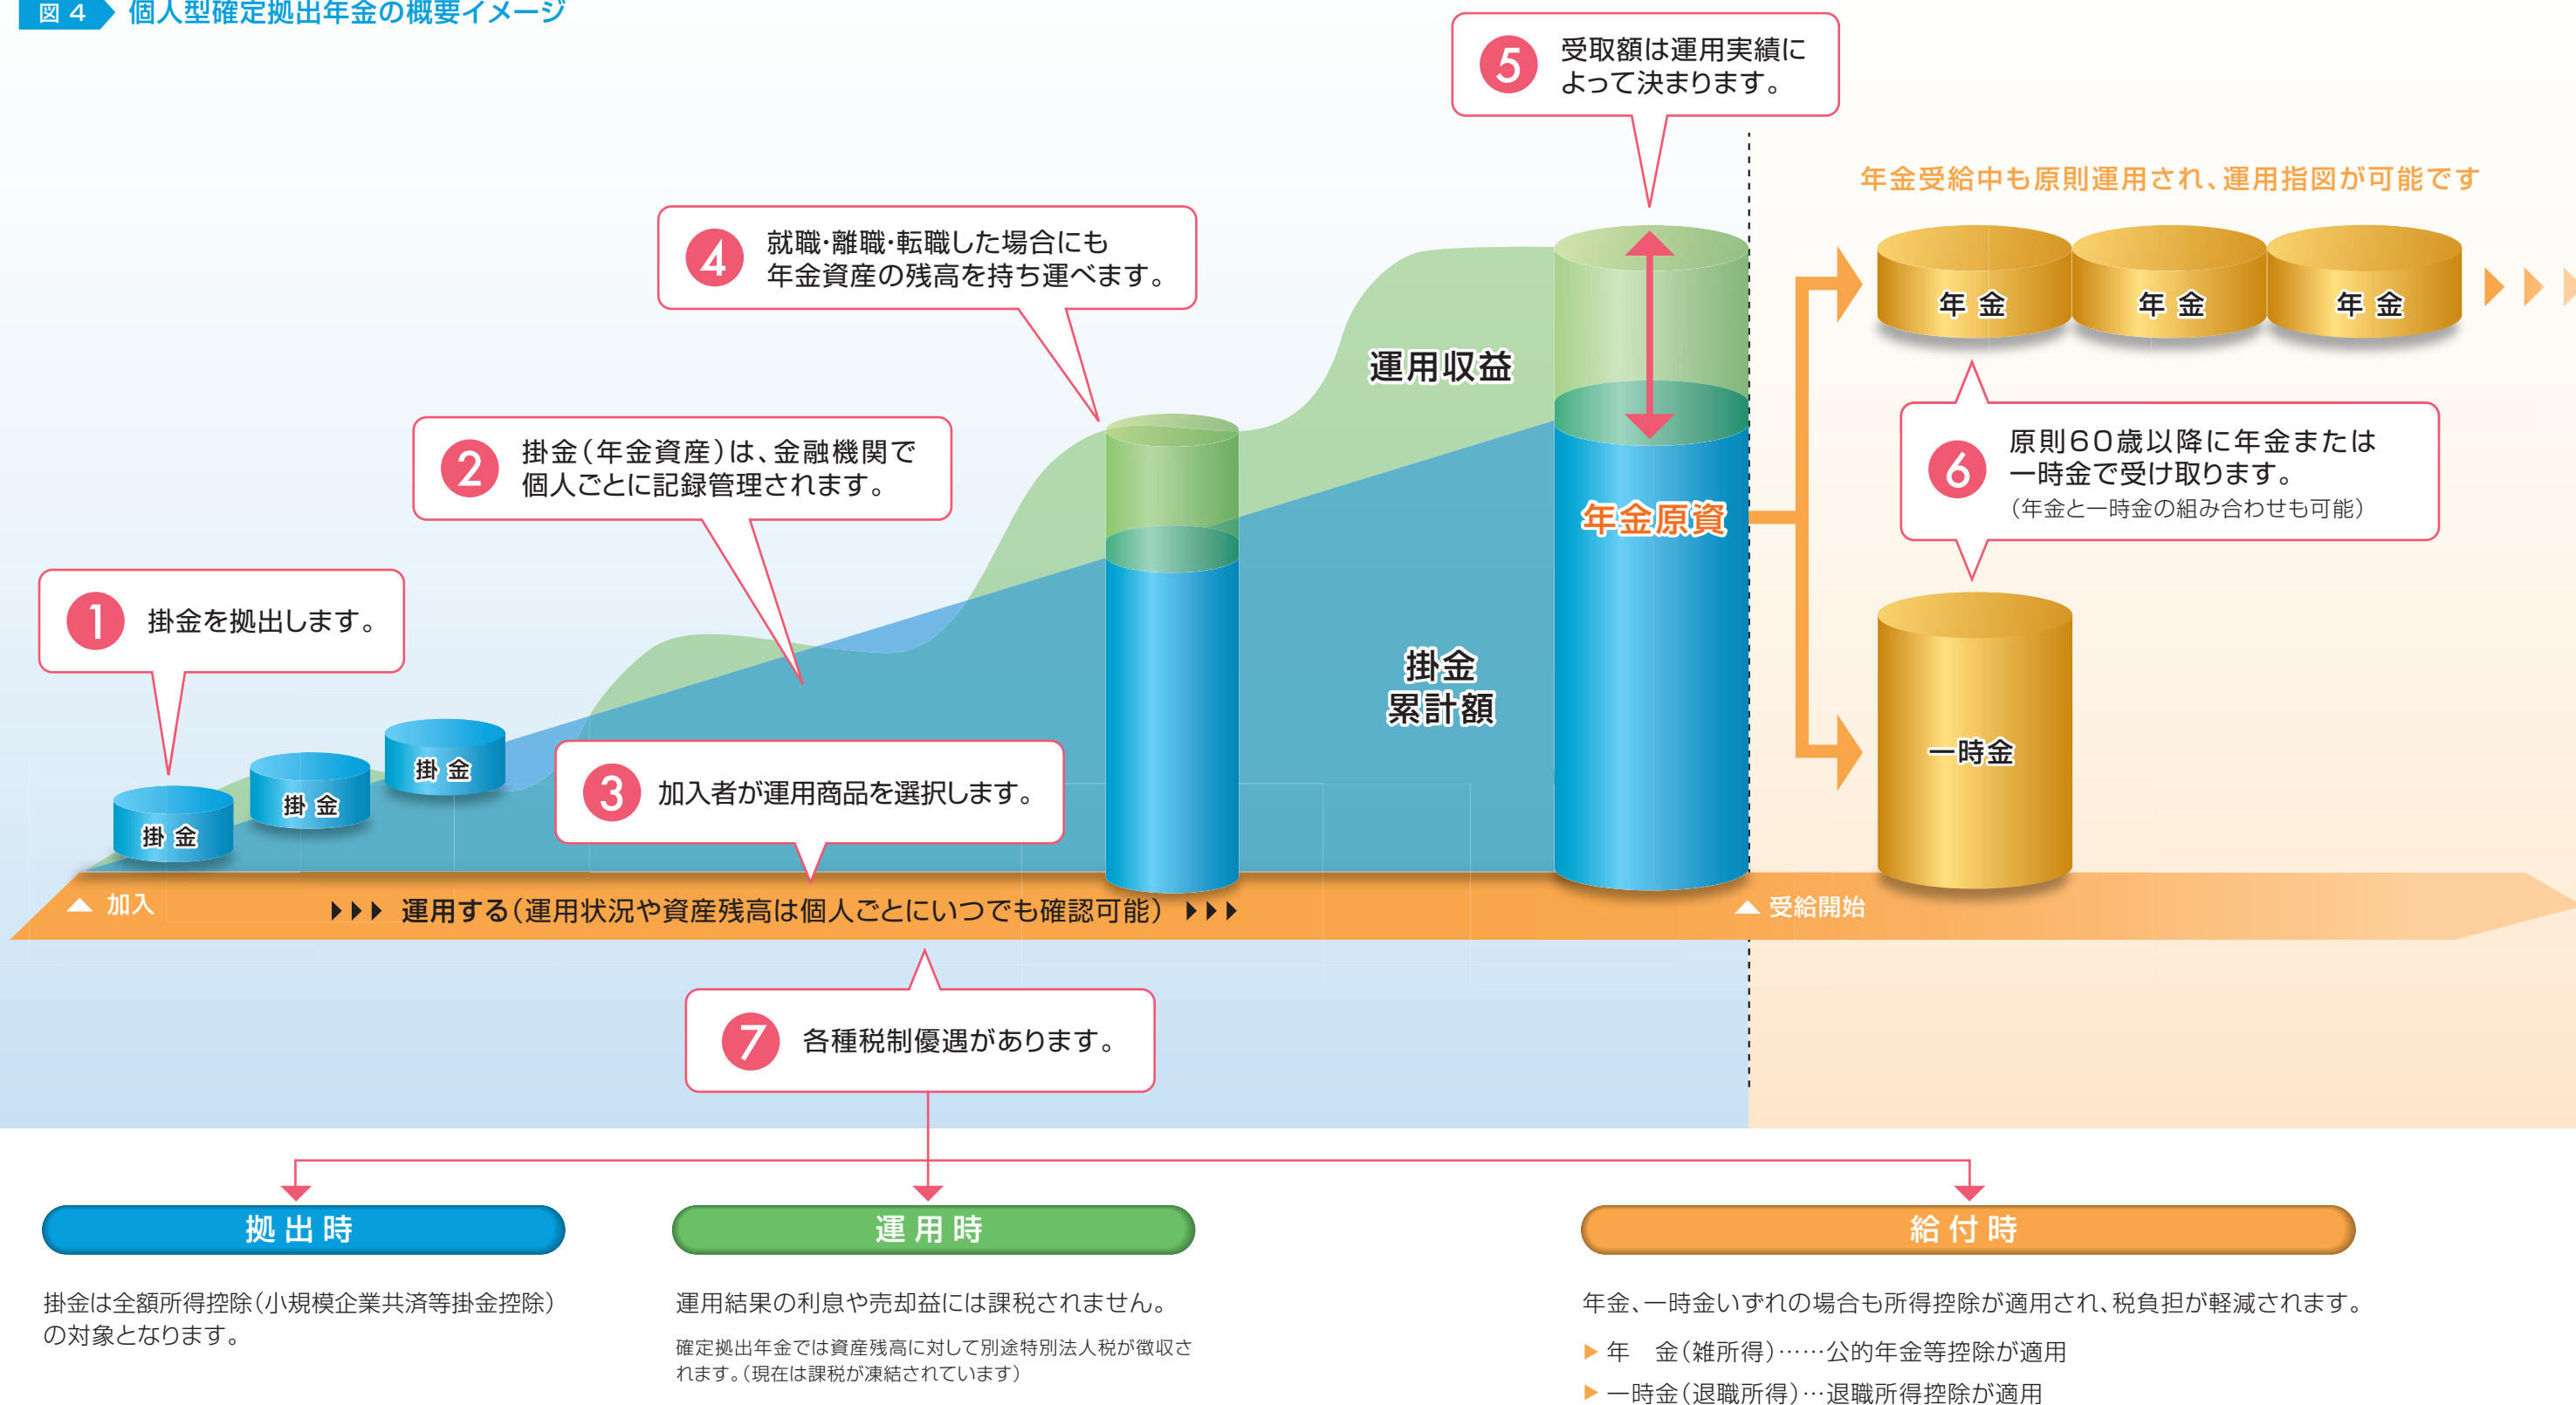 図 4 個人型確定拠出年金の概要イメージ
❺ 受取額は運用実績に
よって決まります。
年金受給中も原則運用され、運用指図が可能です
❹ 就職・離職・転職した場合にも
年金資産の残高を持ち運べます。
年 金 年 金 年 金
運用収益
❷ 掛金（年金資産）は、金融機関で
個人ごとに記録管理されます。
❻ 原則60歳以降に年金または
一時金で受け取ります。
（年金と一時金の組み合わせも可能）
年金原資
❶ 掛金を拠出します。
掛金
累計額
掛 金
掛 金
掛 金
❸ 加入者が運用商品を選択します。
一時金
加入
運用する（運用状況や資産残高は個人ごとにいつでも確認可能）
受給開始
❼ 各種税制優遇があります。
拠出時
掛金は全額所得控除（小規模企業共済等掛金控除）
の対象となります。
運用時
運用結果の利息や売却益には課税されません。
確定拠出年金では資産残高に対して別途特別法人税が徴収さ
れます。（現在は課税が凍結されています）
給付時
年金、一時金いずれの場合も所得控除が適用され、税負担が軽減されます。
▶ 年　金（雑所得）……公的年金等控除が適用
▶ 一時金（退職所得）…退職所得控除が適用